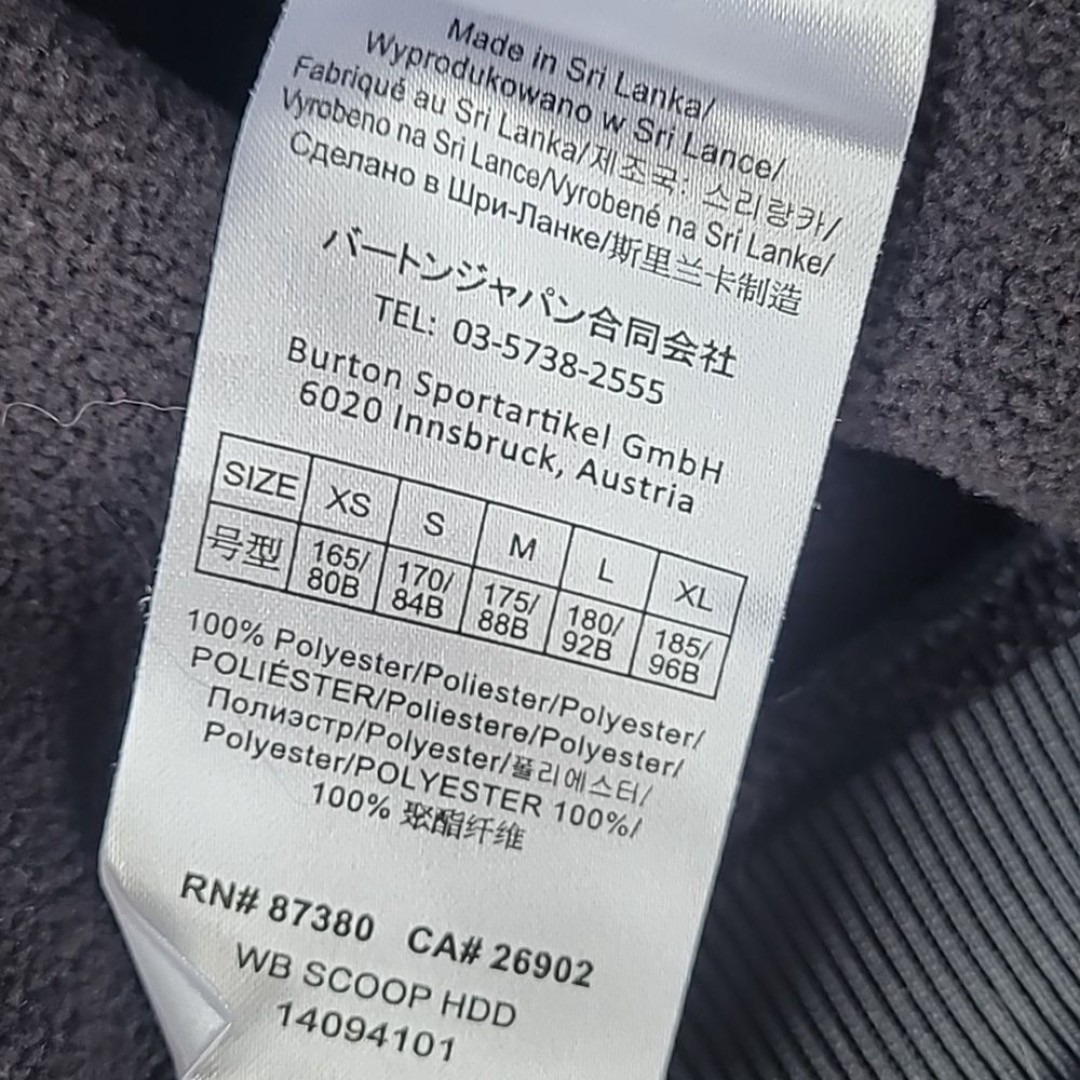 Made in Sri Lanka/
Wyprodukowano w Sri Lance/
Fabriqué au Sri Lanka/제조국: 스리랑카/
Vyrobeno na Sri Lance/Vyrobené na Srí Lanke/
Сделано в Шри-Ланке/斯里兰卡制造
バートンジャパン合同会社
TEL: 03-5738-2555
Burton Sportartikel GmbH
6020 Innsbruck, Austria
SIZE XS S M L XL
号型 165/80B 170/84B 175/88B 180/92B 185/96B
100% Polyester/Poliester/Polyester/
POLIÉSTER/Poliestere/Polyester/
Полиэстр/Polyester/폴리에스터/
Polyester/POLYESTER 100%/
100% 聚酯纤维
RN# 87380 CA# 26902
WB SCOOP HDD
14094101